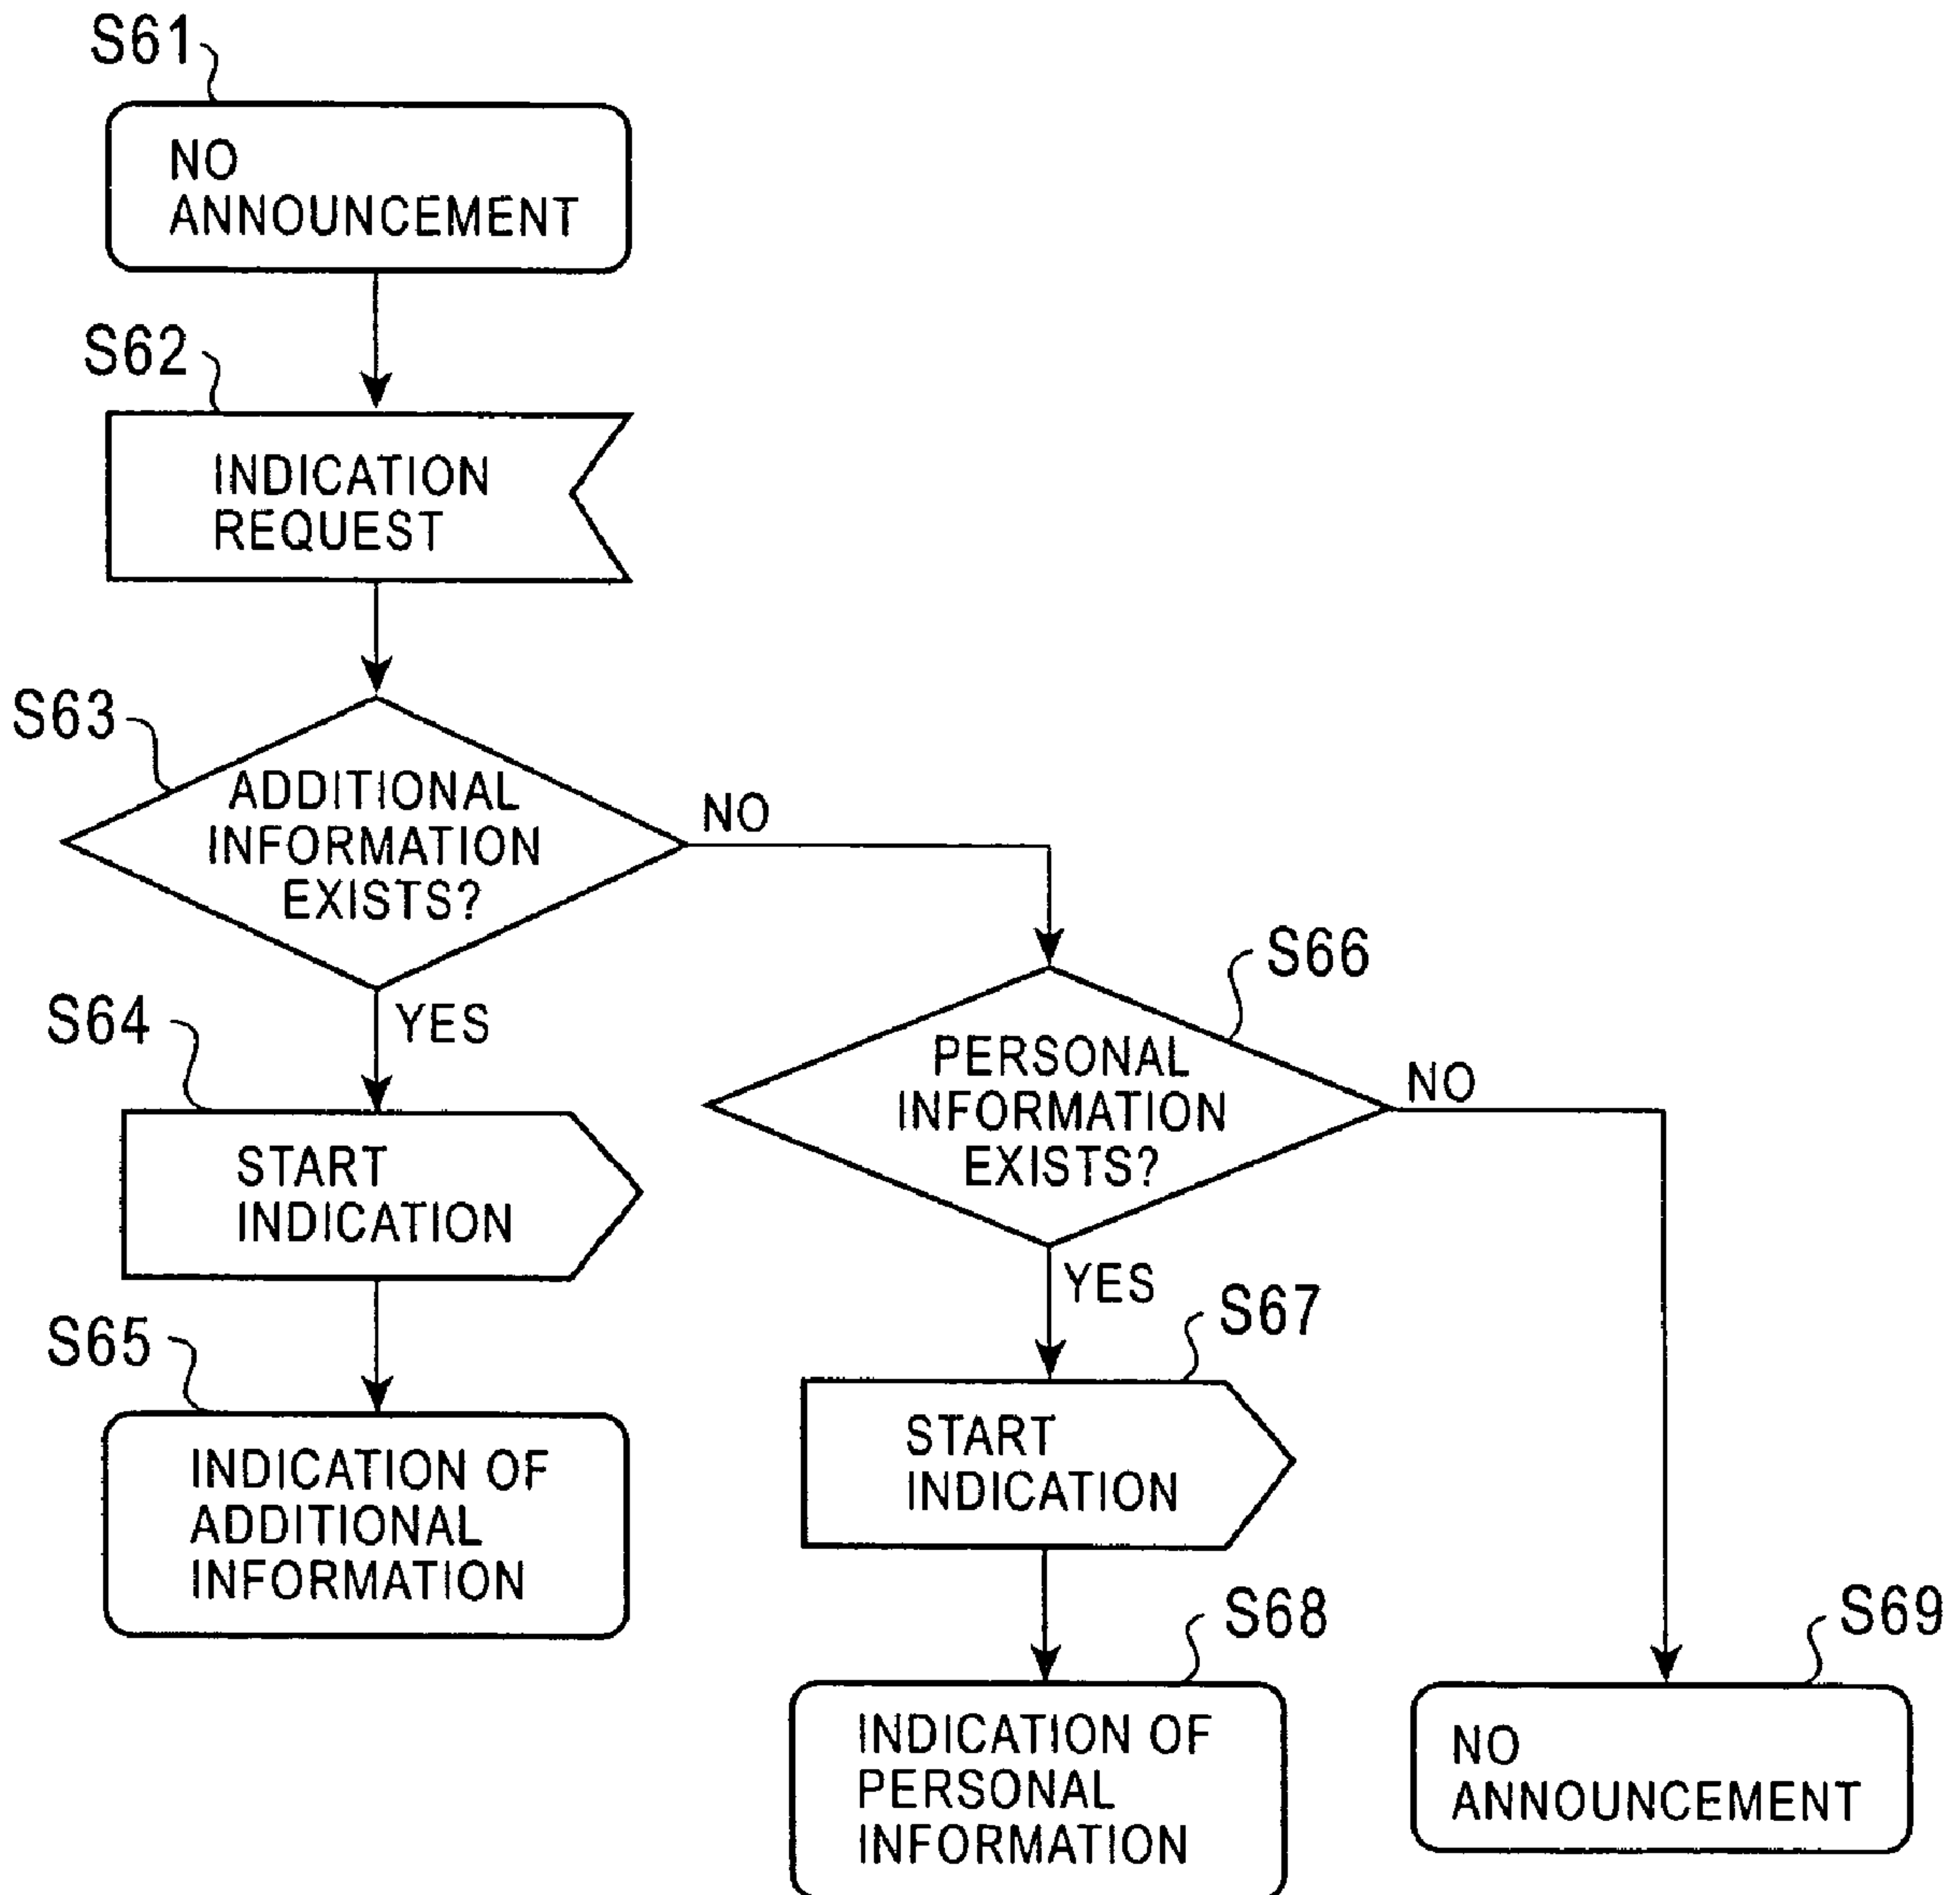 S61
NO
ANNOUNCEMENT
S62
INDICATION
REQUEST
S63
ADDITIONAL
INFORMATION
EXISTS?
NO
YES
S64
START
INDICATION
S65
INDICATION OF
ADDITIONAL
INFORMATION
S66
PERSONAL
INFORMATION
EXISTS?
NO
YES
S67
START
INDICATION
S68
INDICATION OF
PERSONAL
INFORMATION
S69
NO
ANNOUNCEMENT